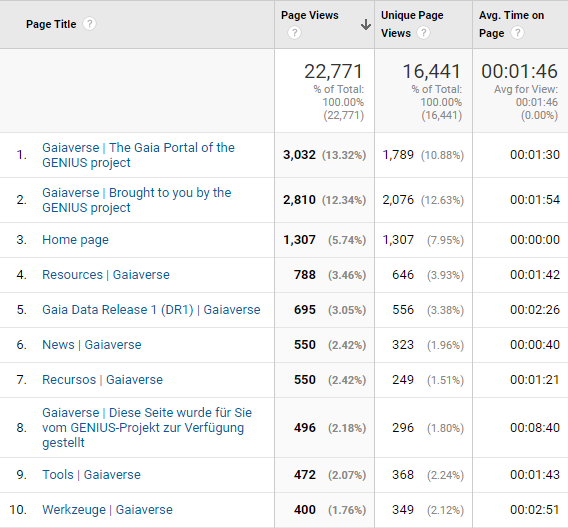 Page Title ?
Page Views ?
Unique Page Views ?
Avg. Time on Page ?
22,771
% of Total:
100.00%
(22,771)
16,441
% of Total:
100.00%
(16,441)
00:01:46
Avg for View:
00:01:46
(0.00%)
1. Gaiaverse | The Gaia Portal of the GENIUS project 3,032 (13.32%) 1,789 (10.88%) 00:01:30
2. Gaiaverse | Brought to you by the GENIUS project 2,810 (12.34%) 2,076 (12.63%) 00:01:54
3. Home page 1,307 (5.74%) 1,307 (7.95%) 00:00:00
4. Resources | Gaiaverse 788 (3.46%) 646 (3.93%) 00:01:42
5. Gaia Data Release 1 (DR1) | Gaiaverse 695 (3.05%) 556 (3.38%) 00:02:26
6. News | Gaiaverse 550 (2.42%) 323 (1.96%) 00:00:40
7. Recursos | Gaiaverse 550 (2.42%) 249 (1.51%) 00:01:21
8. Gaiaverse | Diese Seite wurde für Sie vom GENIUS-Projekt zur Verfügung gestellt 496 (2.18%) 296 (1.80%) 00:08:40
9. Tools | Gaiaverse 472 (2.07%) 368 (2.24%) 00:01:43
10. Werkzeuge | Gaiaverse 400 (1.76%) 349 (2.12%) 00:02:51